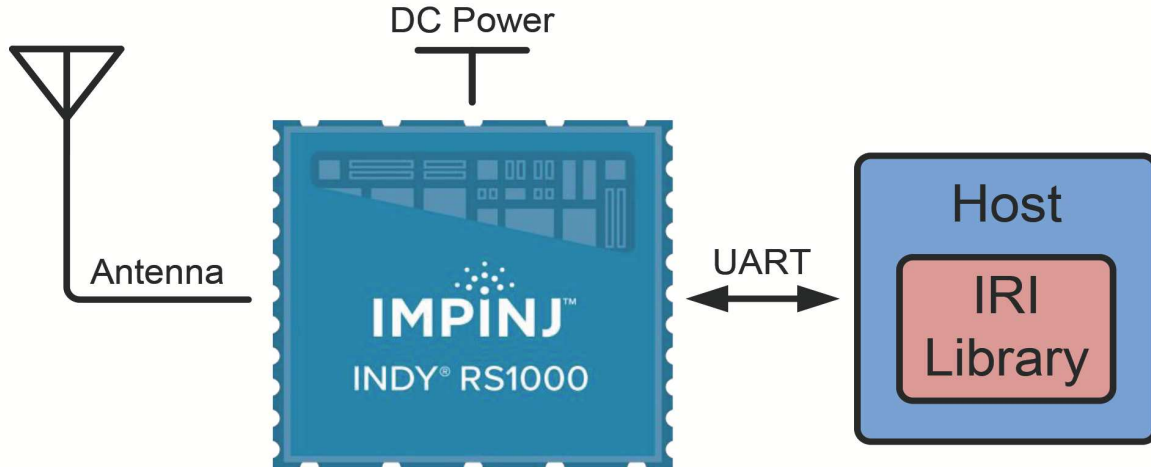 DC Power
Antenna
IMPINJ™
INDY® RS1000
UART
Host
IRI
Library